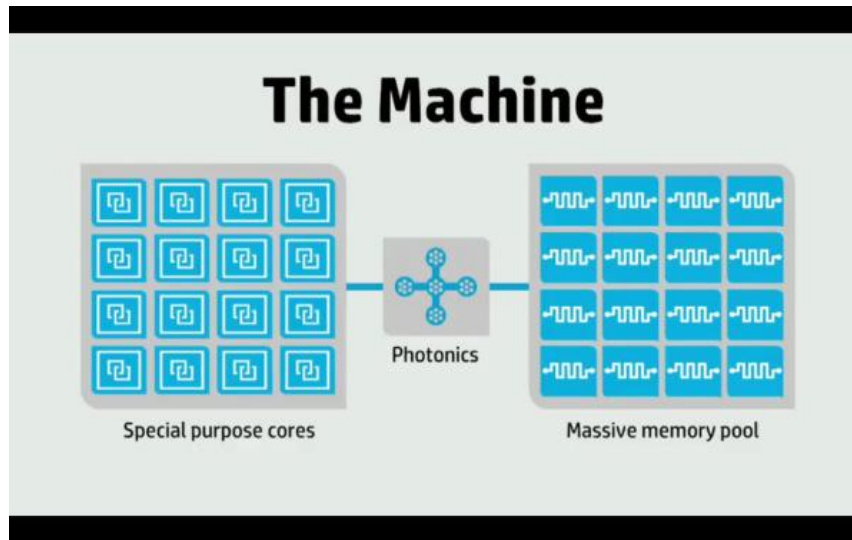 The Machine
Photonics
Special purpose cores
Massive memory pool